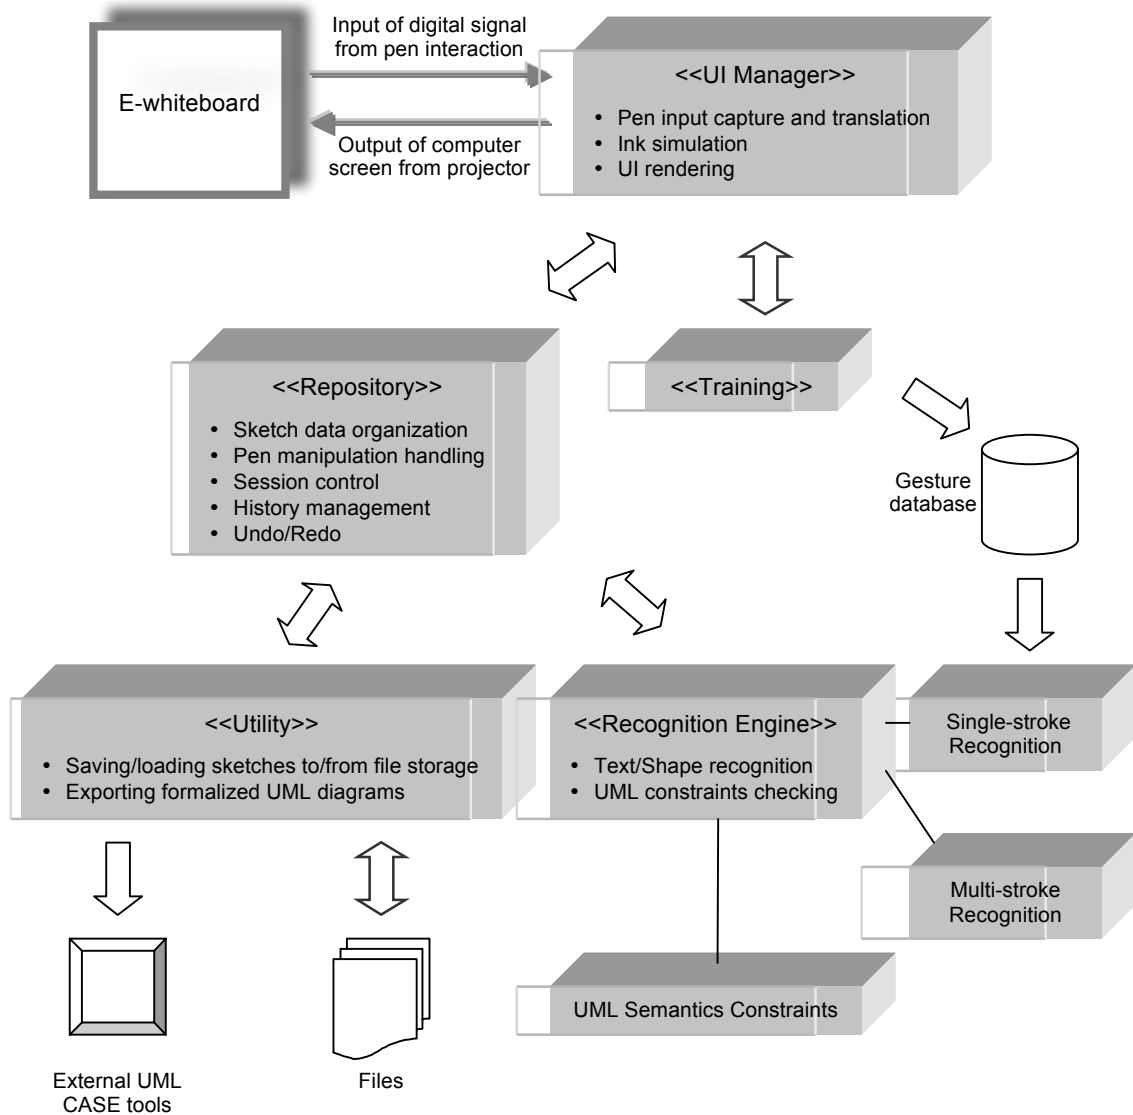 Input of digital signal
from pen interaction
E-whiteboard
Output of computer
screen from projector
<<UI Manager>>
• Pen input capture and translation
• Ink simulation
• UI rendering
<<Repository>>
• Sketch data organization
• Pen manipulation handling
• Session control
• History management
• Undo/Redo
<<Training>>
Gesture
database
<<Utility>>
• Saving/loading sketches to/from file storage
• Exporting formalized UML diagrams
<<Recognition Engine>>
• Text/Shape recognition
• UML constraints checking
Single-stroke
Recognition
Multi-stroke
Recognition
UML Semantics Constraints
External UML
CASE tools
Files